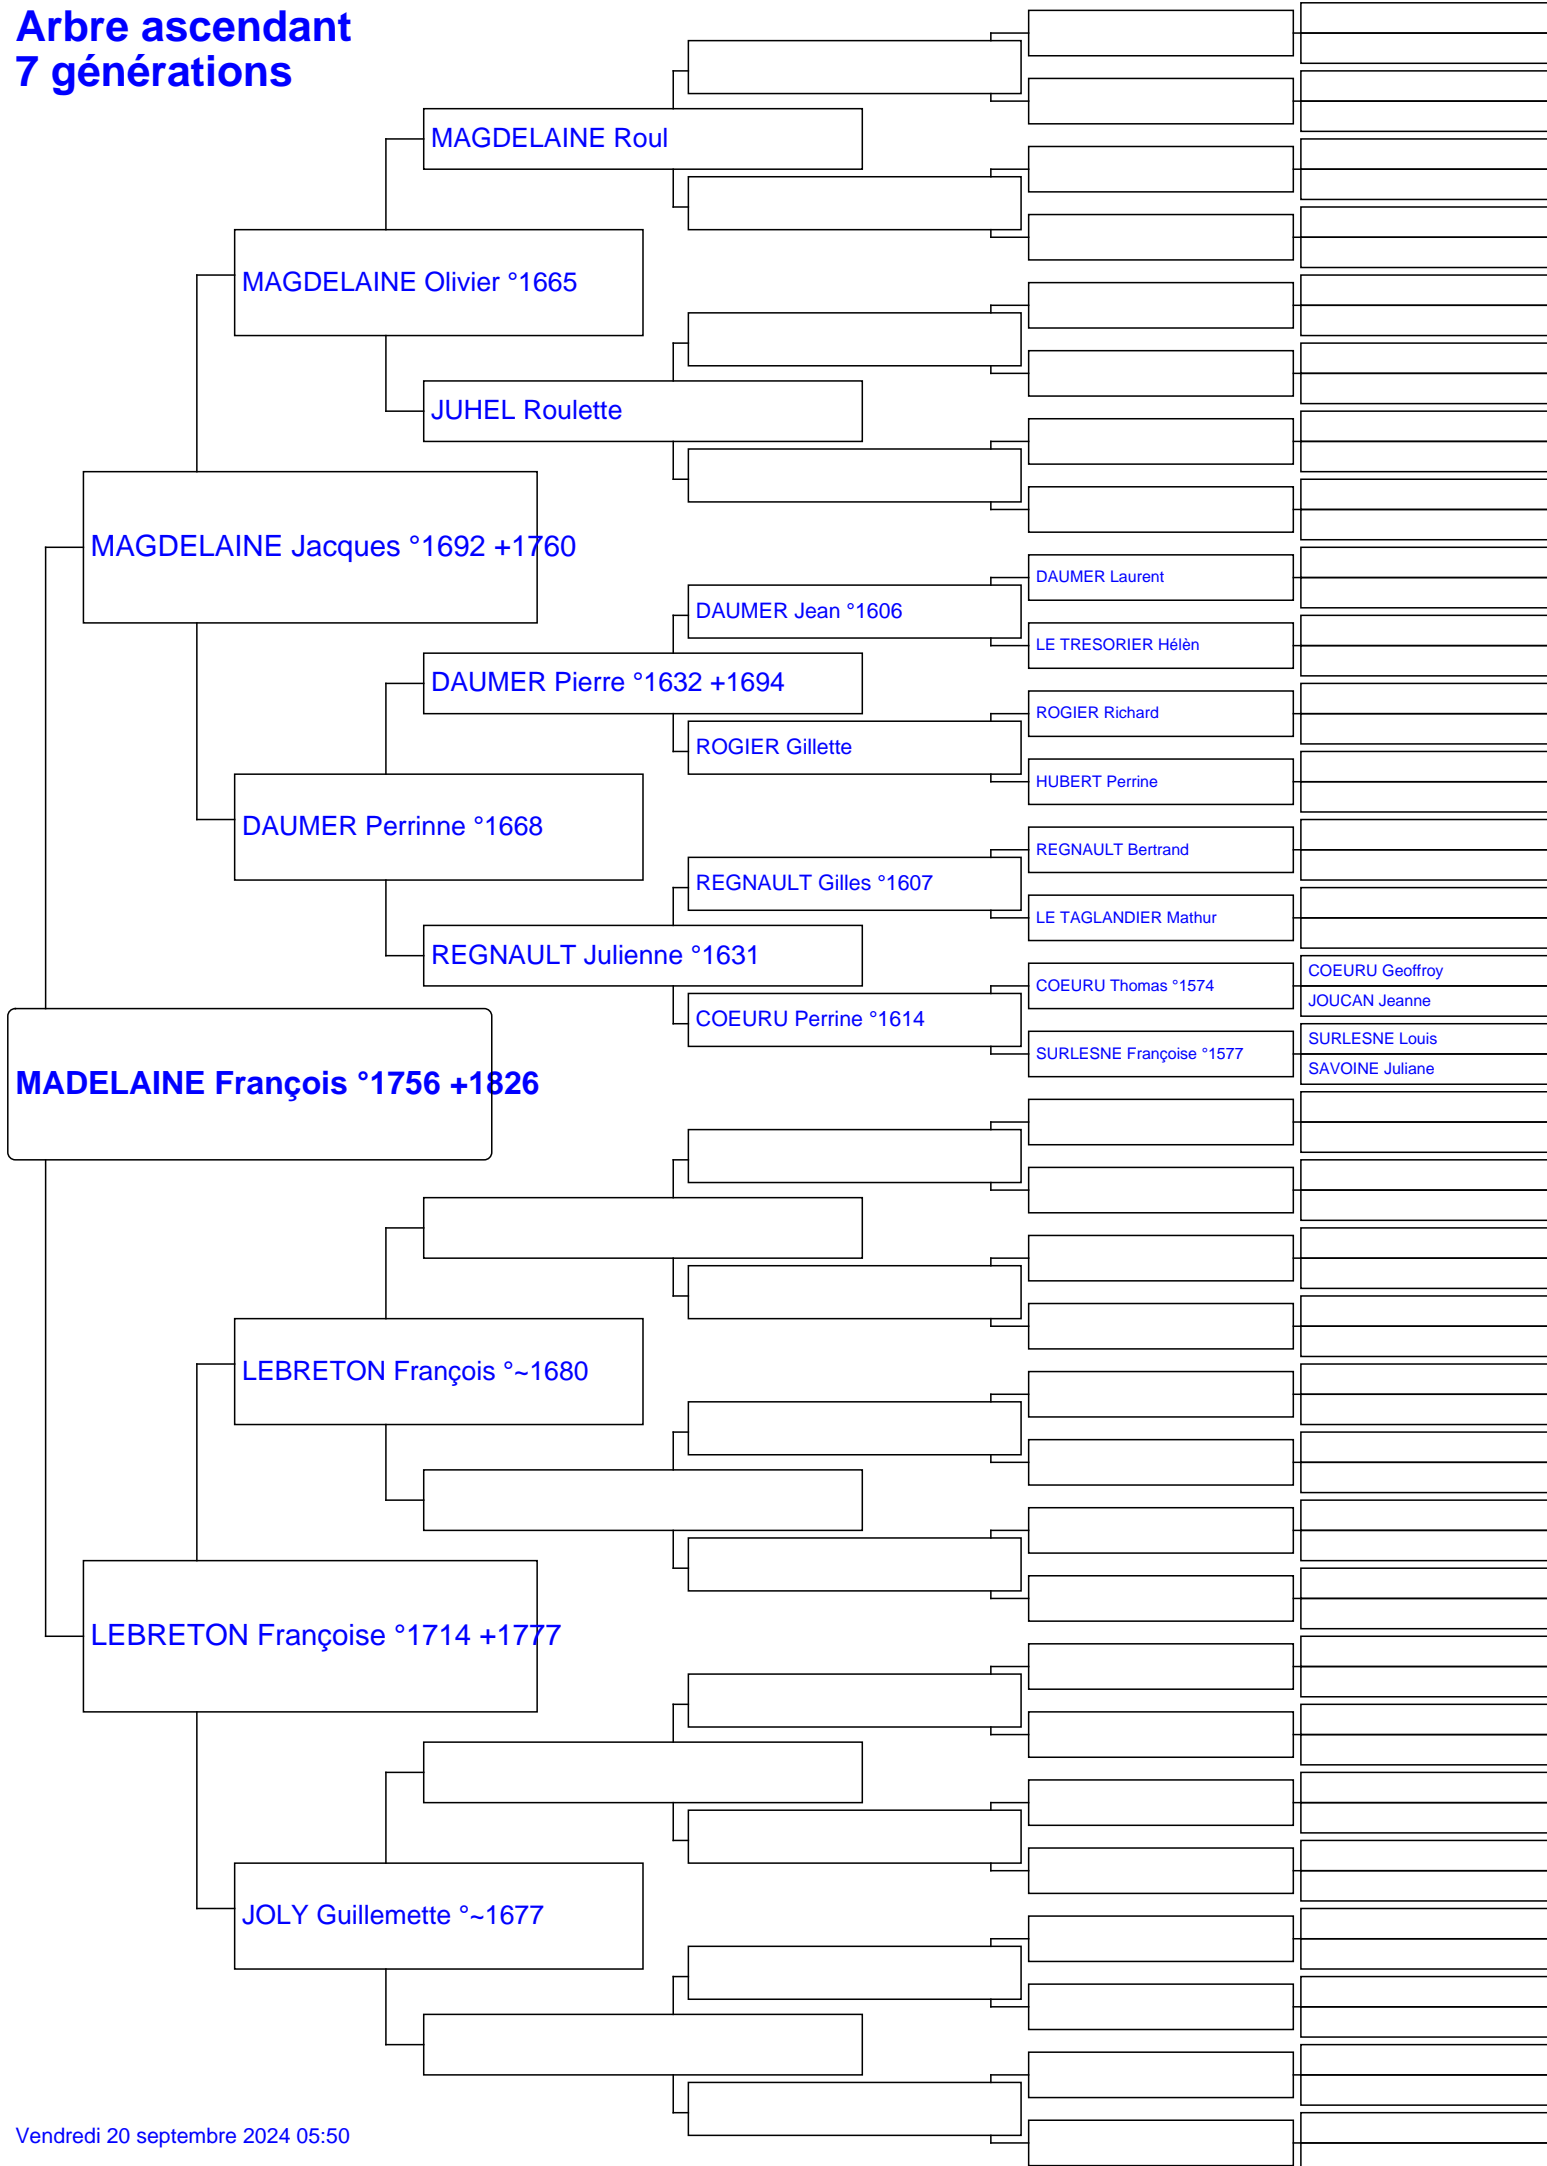 Arbre ascendant
7 générations
MAGDELAINE Roul
MAGDELAINE Olivier °1665
JUHEL Roulette
MAGDELAINE Jacques °1692 +1760
DAUMER Laurent
DAUMER Jean °1606
LE TRESORIER Hélèn
DAUMER Pierre °1632 +1694
ROGIER Richard
ROGIER Gillette
HUBERT Perrine
DAUMER Perrinne °1668
REGNAULT Bertrand
REGNAULT Gilles °1607
LE TAGLANDIER Mathur
REGNAULT Julienne °1631
COEURU Geoffroy
COEURU Thomas °1574
JOUCAN Jeanne
COEURU Perrine °1614
SURLESNE Louis
SURLESNE Françoise °1577
SAVOINE Juliane
MADELAINE François °1756 +1826
LEBRETON François °~1680
LEBRETON Françoise °1714 +1777
JOLY Guillemette °~1677
Vendredi 20 septembre 2024 05:50